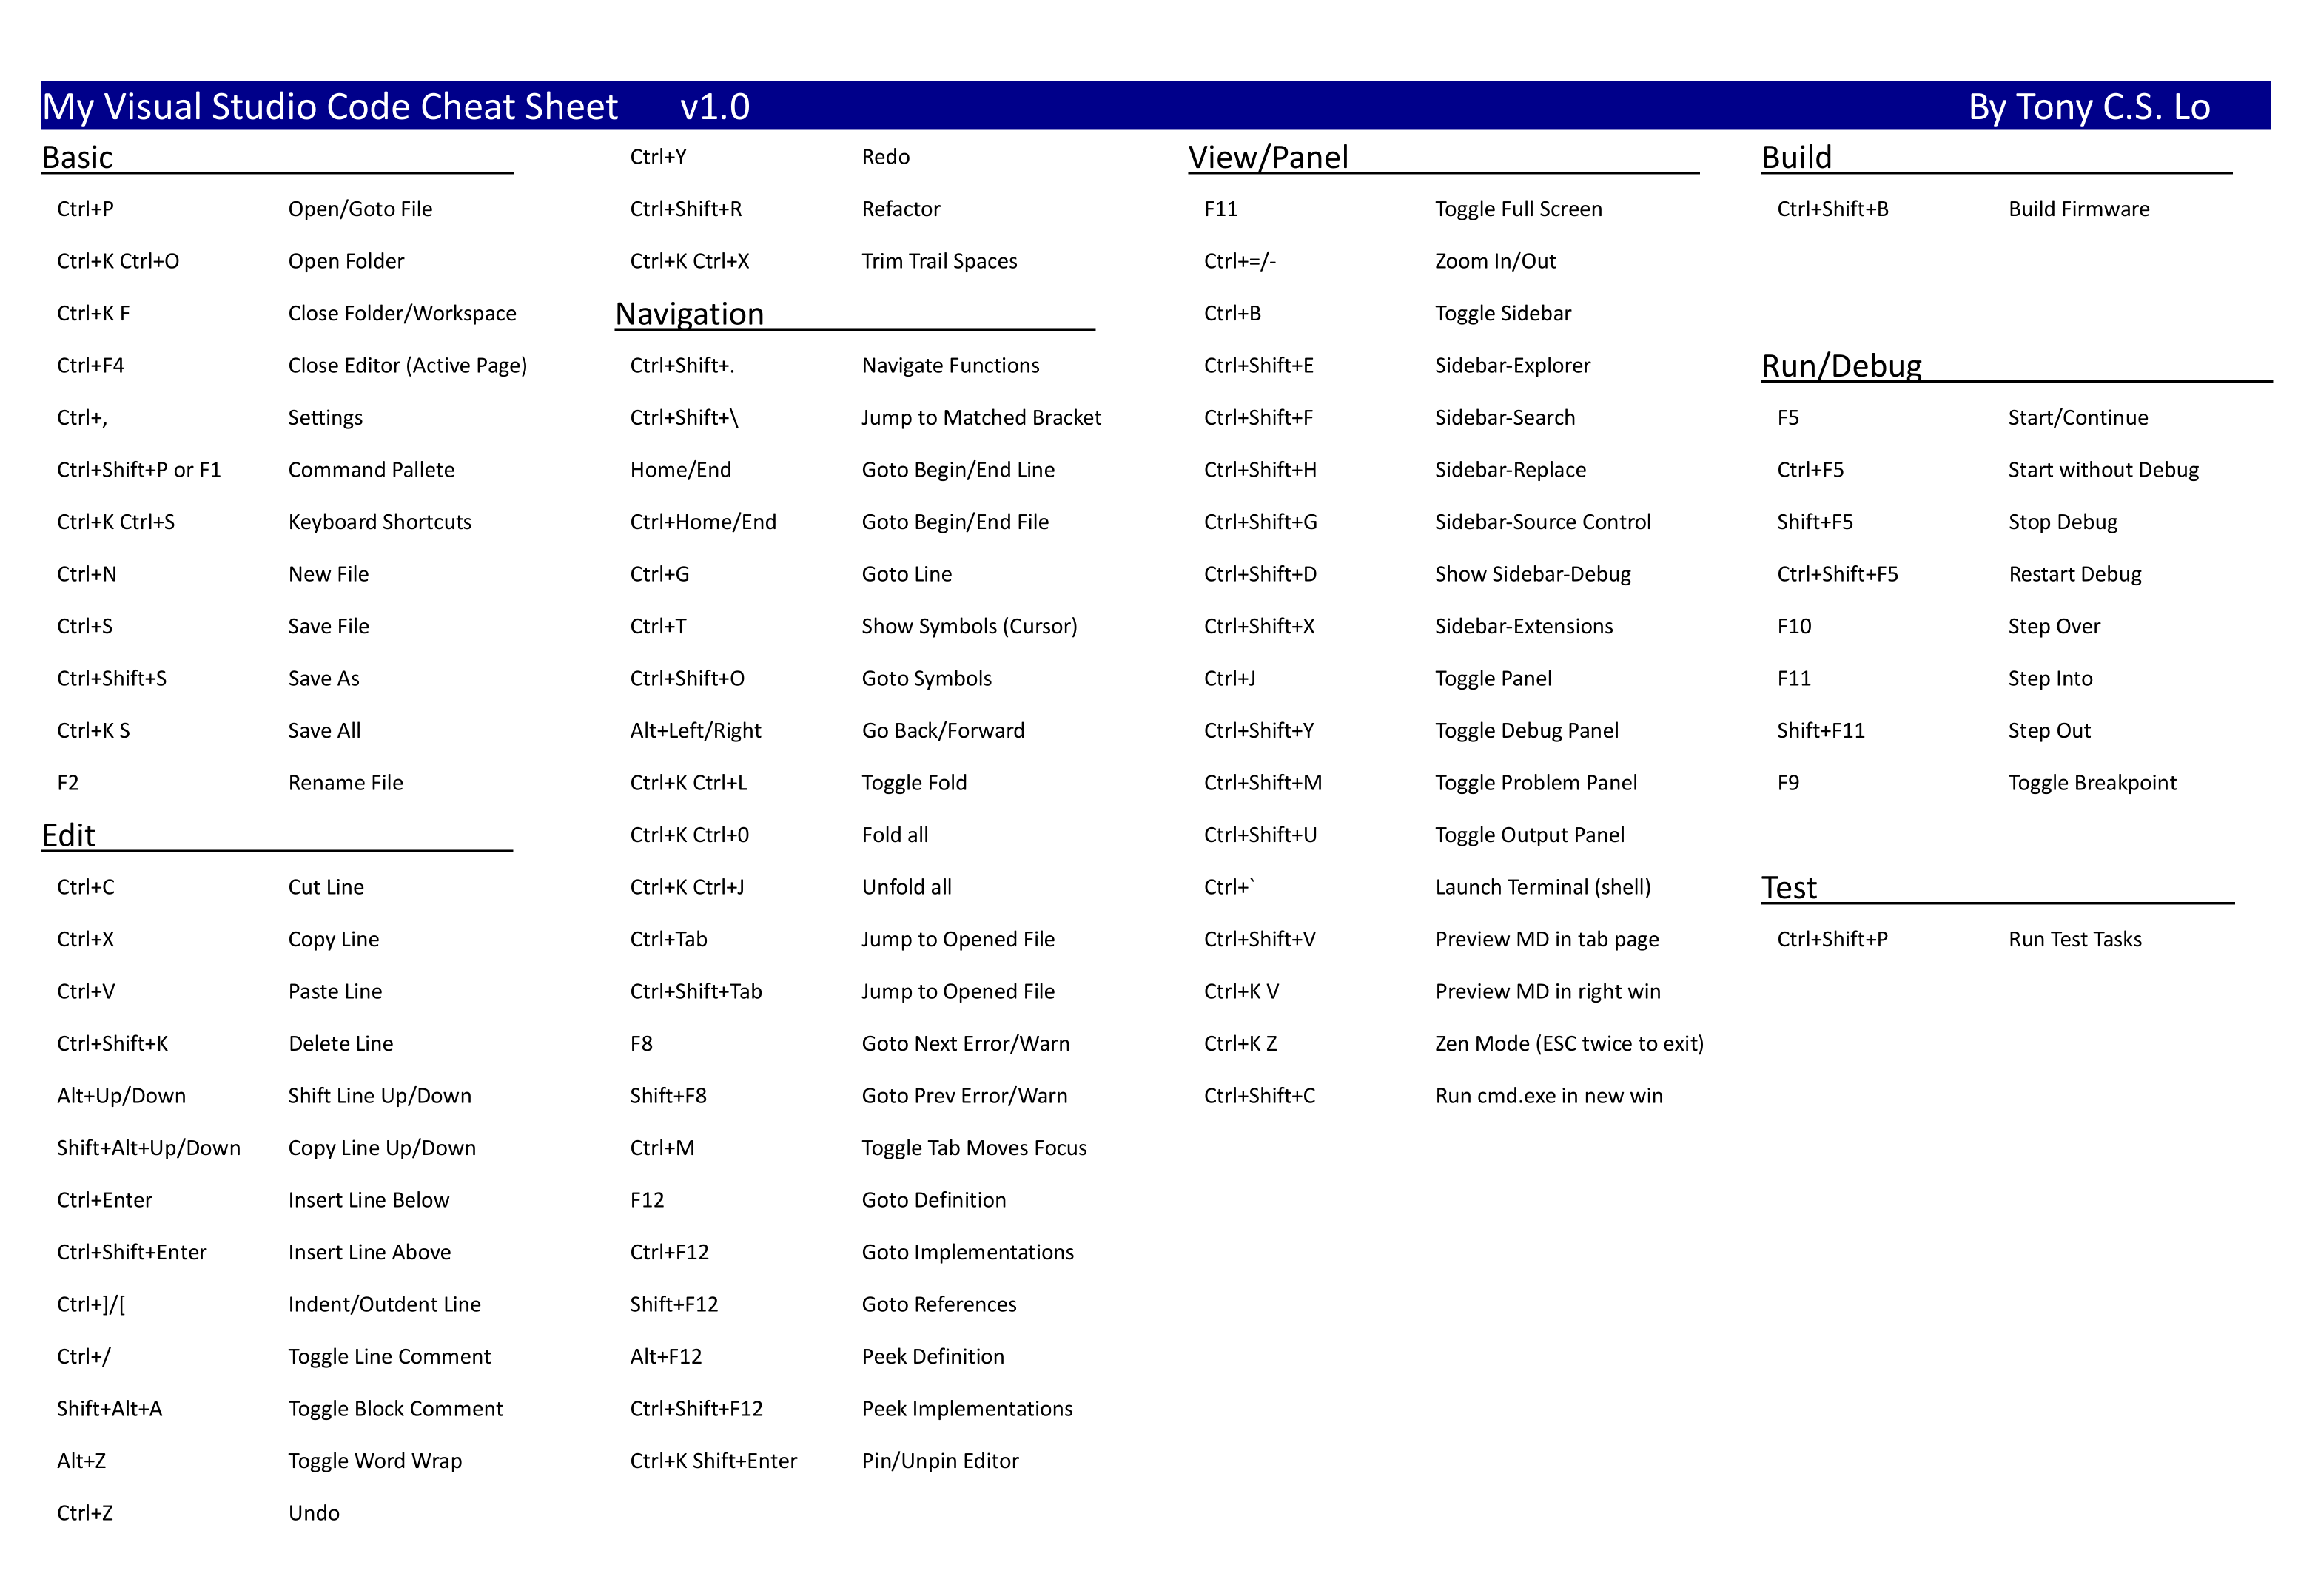 My Visual Studio Code Cheat Sheet v1.0 By Tony C.S. Lo
Basic
Ctrl+P Open/Goto File
Ctrl+K Ctrl+O Open Folder
Ctrl+K F Close Folder/Workspace
Ctrl+F4 Close Editor (Active Page)
Ctrl+, Settings
Ctrl+Shift+P or F1 Command Pallete
Ctrl+K Ctrl+S Keyboard Shortcuts
Ctrl+N New File
Ctrl+S Save File
Ctrl+Shift+S Save As
Ctrl+K S Save All
F2 Rename File
Edit
Ctrl+C Cut Line
Ctrl+X Copy Line
Ctrl+V Paste Line
Ctrl+Shift+K Delete Line
Alt+Up/Down Shift Line Up/Down
Shift+Alt+Up/Down Copy Line Up/Down
Ctrl+Enter Insert Line Below
Ctrl+Shift+Enter Insert Line Above
Ctrl+]/[ Indent/Outdent Line
Ctrl+/ Toggle Line Comment
Shift+Alt+A Toggle Block Comment
Alt+Z Toggle Word Wrap
Ctrl+Z Undo
Ctrl+Y Redo
Ctrl+Shift+R Refactor
Ctrl+K Ctrl+X Trim Trail Spaces
Navigation
Ctrl+Shift+. Navigate Functions
Ctrl+Shift+\ Jump to Matched Bracket
Home/End Goto Begin/End Line
Ctrl+Home/End Goto Begin/End File
Ctrl+G Goto Line
Ctrl+T Show Symbols (Cursor)
Ctrl+Shift+O Goto Symbols
Alt+Left/Right Go Back/Forward
Ctrl+K Ctrl+L Toggle Fold
Ctrl+K Ctrl+0 Fold all
Ctrl+K Ctrl+J Unfold all
Ctrl+Tab Jump to Opened File
Ctrl+Shift+Tab Jump to Opened File
F8 Goto Next Error/Warn
Shift+F8 Goto Prev Error/Warn
Ctrl+M Toggle Tab Moves Focus
F12 Goto Definition
Ctrl+F12 Goto Implementations
Shift+F12 Goto References
Alt+F12 Peek Definition
Ctrl+Shift+F12 Peek Implementations
Ctrl+K Shift+Enter Pin/Unpin Editor
View/Panel
F11 Toggle Full Screen
Ctrl+=/- Zoom In/Out
Ctrl+B Toggle Sidebar
Ctrl+Shift+E Sidebar-Explorer
Ctrl+Shift+F Sidebar-Search
Ctrl+Shift+H Sidebar-Replace
Ctrl+Shift+G Sidebar-Source Control
Ctrl+Shift+D Show Sidebar-Debug
Ctrl+Shift+X Sidebar-Extensions
Ctrl+J Toggle Panel
Ctrl+Shift+Y Toggle Debug Panel
Ctrl+Shift+M Toggle Problem Panel
Ctrl+Shift+U Toggle Output Panel
Ctrl+` Launch Terminal (shell)
Ctrl+Shift+V Preview MD in tab page
Ctrl+K V Preview MD in right win
Ctrl+K Z Zen Mode (ESC twice to exit)
Ctrl+Shift+C Run cmd.exe in new win
Build
Ctrl+Shift+B Build Firmware
Run/Debug
F5 Start/Continue
Ctrl+F5 Start without Debug
Shift+F5 Stop Debug
Ctrl+Shift+F5 Restart Debug
F10 Step Over
F11 Step Into
Shift+F11 Step Out
F9 Toggle Breakpoint
Test
Ctrl+Shift+P Run Test Tasks